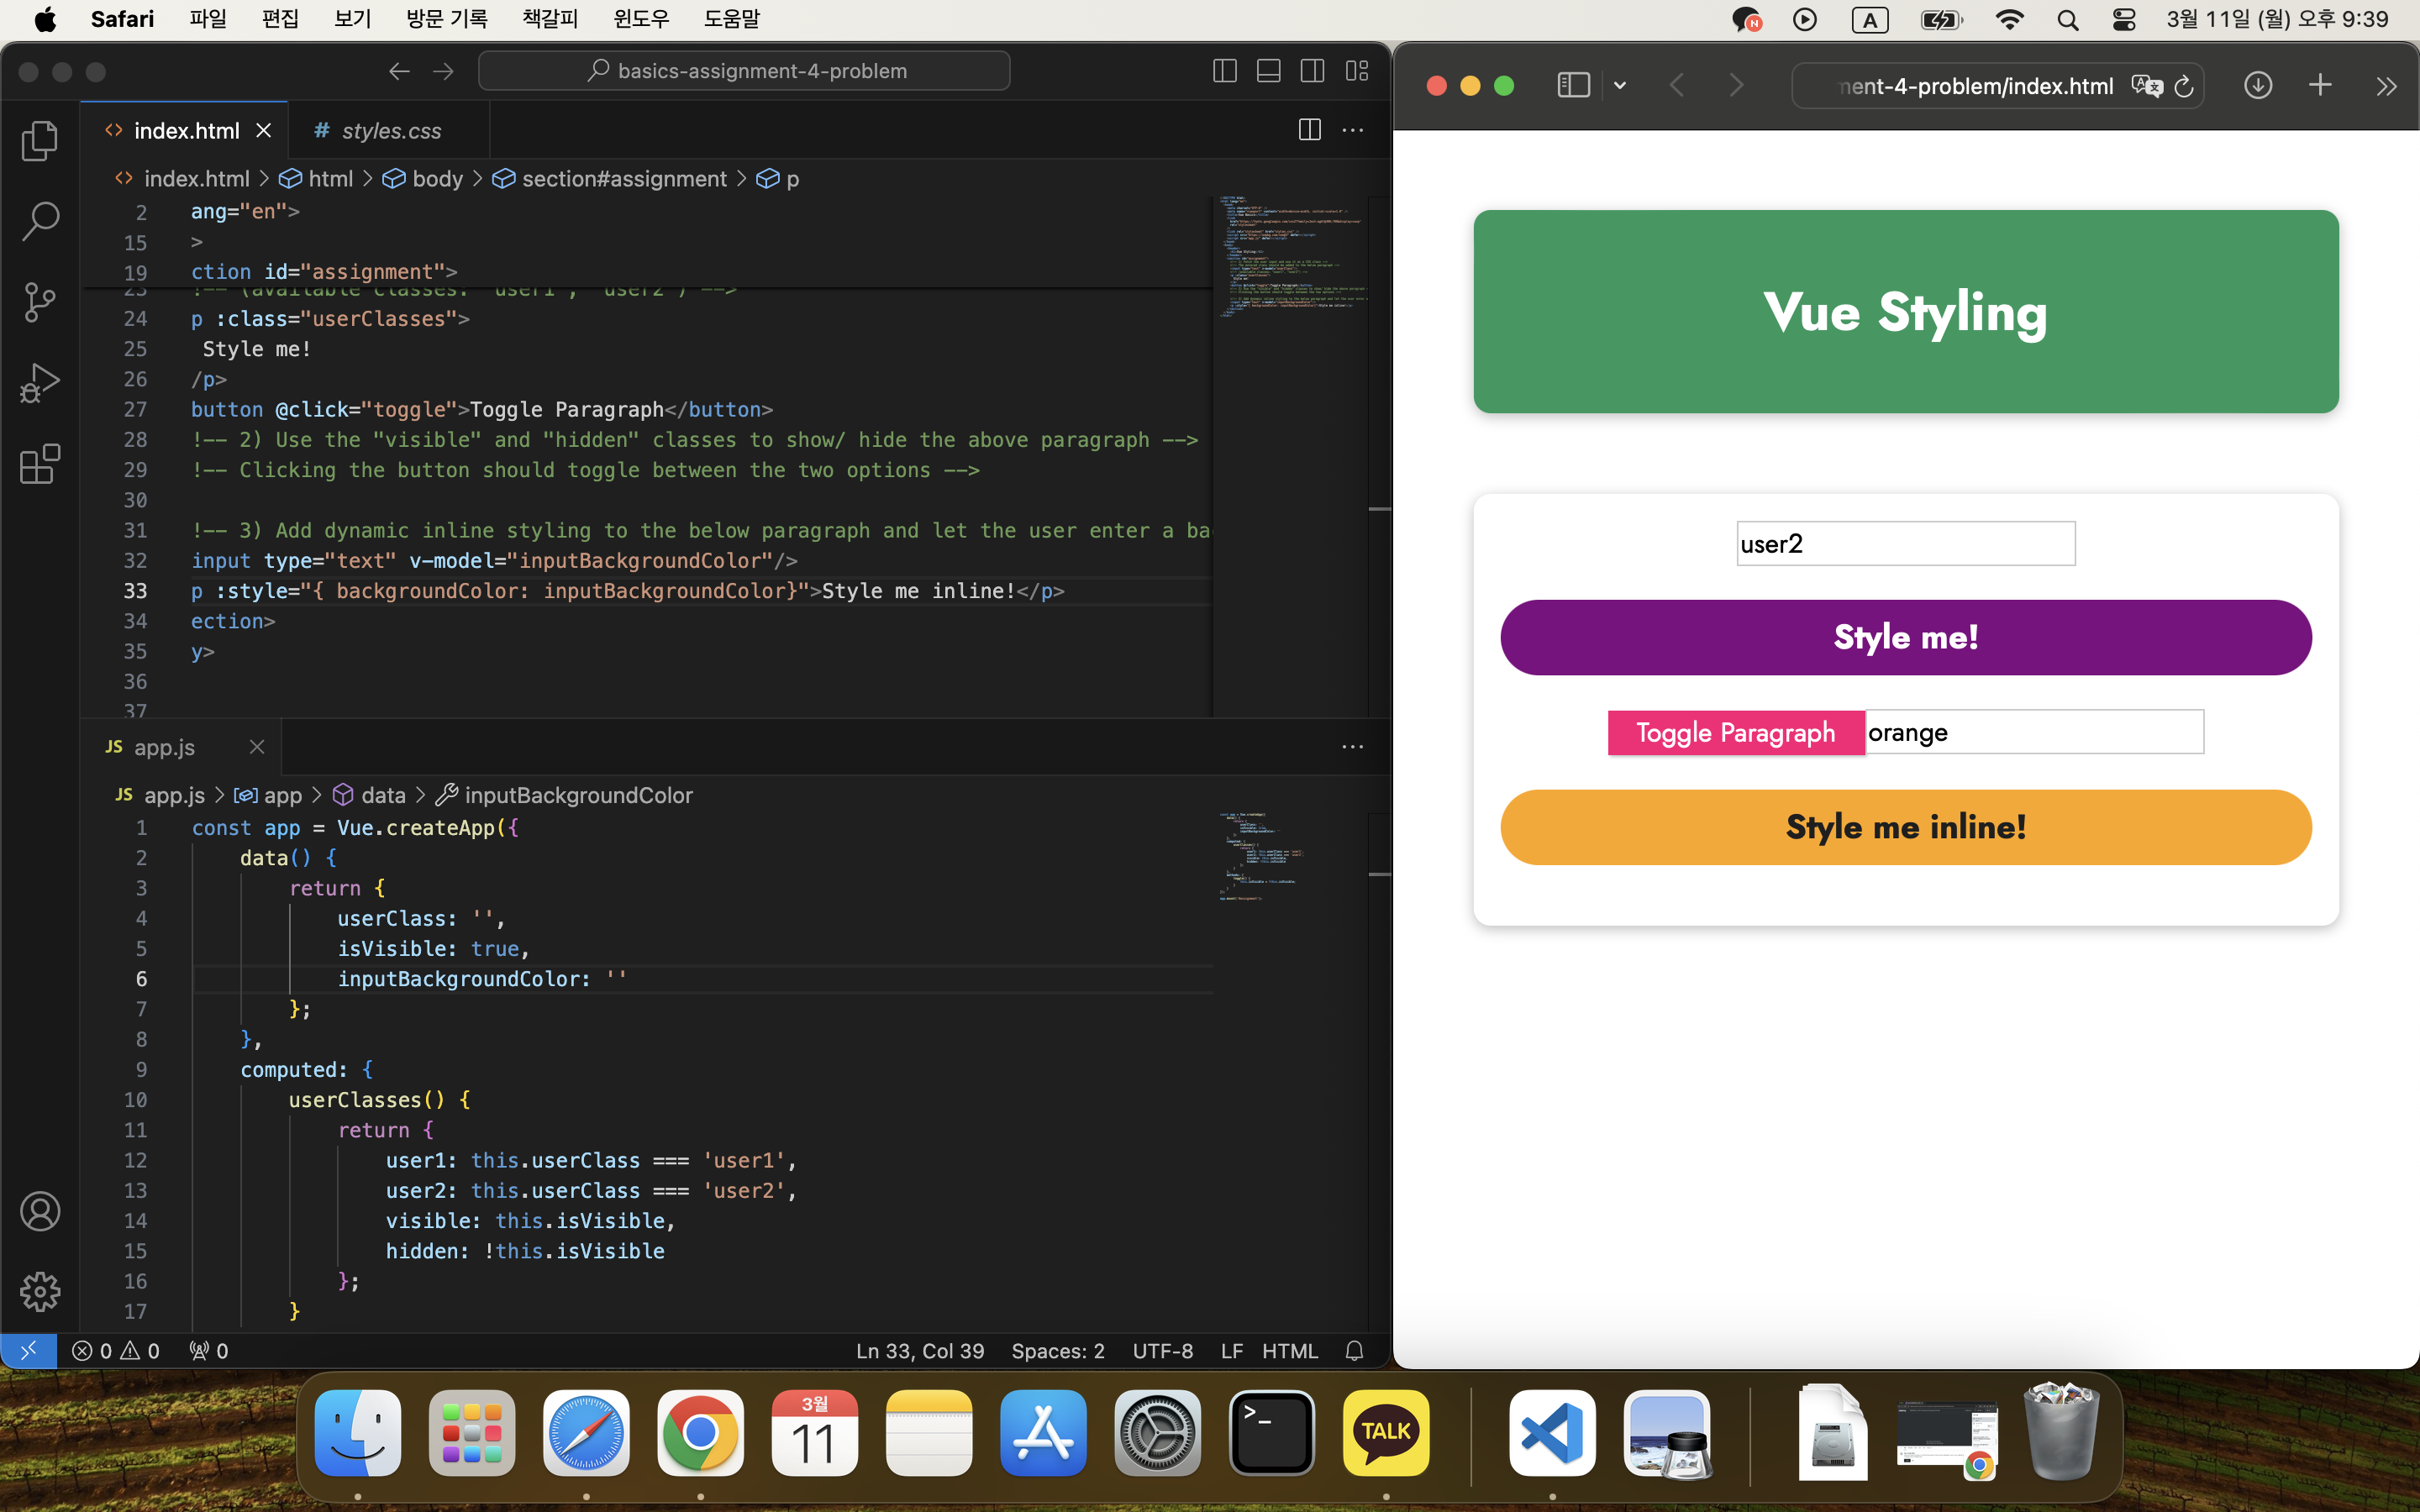 Safari 파일 편집 보기 방문 기록 책갈피 윈도우 도움말
N A 3월 11일 (월) 오후 9:39
basics-assignment-4-problem
index.html # styles.css
index.html > html > body > section#assignment > p
2 ang="en">
15 >
19 ction id="assignment">
23 !-- (available classes: "user1", "user2") -->
24 p :class="userClasses">
25 Style me!
26 /p>
27 button @click="toggle">Toggle Paragraph</button>
28 !-- 2) Use the "visible" and "hidden" classes to show/ hide the above paragraph -->
29 !-- Clicking the button should toggle between the two options -->
30
31 !-- 3) Add dynamic inline styling to the below paragraph and let the user enter a ba
32 input type="text" v-model="inputBackgroundColor"/>
33 p :style="{ backgroundColor: inputBackgroundColor}">Style me inline!</p>
34 ection>
35 y>
36
37
JS app.js
JS app.js > app > data > inputBackgroundColor
1 const app = Vue.createApp({
2 data() {
3 return {
4 userClass: '',
5 isVisible: true,
6 inputBackgroundColor: ''
7 };
8 },
9 computed: {
10 userClasses() {
11 return {
12 user1: this.userClass === 'user1',
13 user2: this.userClass === 'user2',
14 visible: this.isVisible,
15 hidden: !this.isVisible
16 };
17 }
0 0 0 Ln 33, Col 39 Spaces: 2 UTF-8 LF HTML
ment-4-problem/index.html
Vue Styling
user2
Style me!
Toggle Paragraph orange
Style me inline!
3월
11
>_
TALK